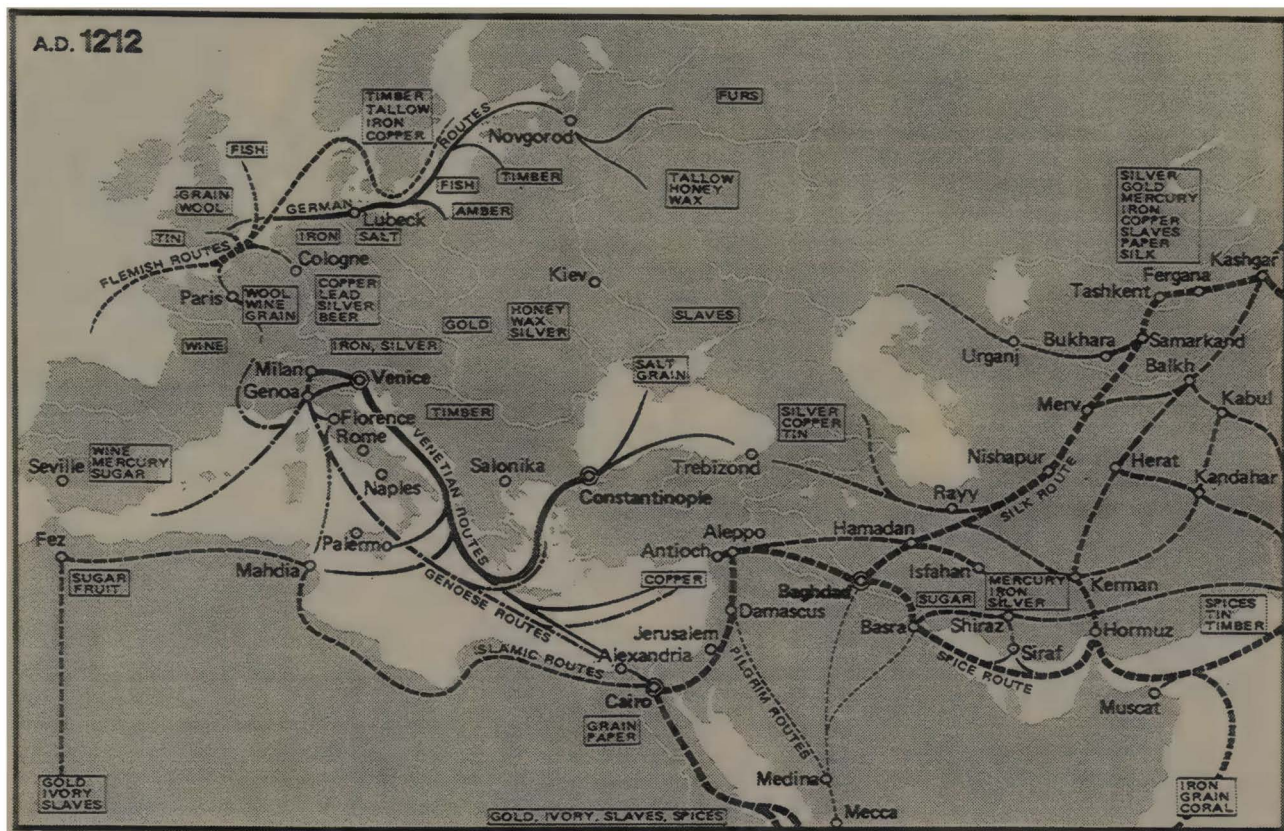 A.D. 1212
TIMBER
TALLOW
IRON
COPPER
ROUTES
FURS
Novgorod
FISH
TIMBER
TALLOW
HONEY
WAX
GRAIN
WOOL
FISH
GERMAN
AMBER
Lubeck
TIN
IRON
SALT
FLEMISH ROUTES
Cologne
SILVER
GOLD
MERCURY
IRON
COPPER
SLAVES
PAPER
SILK
Kashgar
Fergana
Tashkent
Kiev
Paris
WOOL
WINE
GRAIN
COPPER
LEAD
SILVER
BEER
GOLD
HONEY
WAX
SILVER
SLAVES
WINE
IRON, SILVER
Urganj
Bukhara
Samarkand
Milan
Venice
SALT
GRAIN
Balkh
Genoa
Florence
TIMBER
Merv
Kabul
Rome
SILVER
COPPER
TIN
WINE
MERCURY
SUGAR
Seville
Naples
VENETIAN ROUTES
Salonika
Constantinople
Trebizond
Nishapur
Herat
Kandahar
Rayy
SILK ROUTE
Fez
Palermo
Aleppo
Hamadan
Mahdia
Antioch
SUGAR
FRUIT
GENOESE ROUTES
COPPER
Baghdad
Isfahan
SUGAR
MERCURY
IRON
SILVER
Kerman
Damascus
SPICES
TIN
TIMBER
Jerusalem
Basra
Shiraz
Hormuz
ISLAMIC ROUTES
Alexandria
PILGRIM ROUTES
Siraf
SPICE ROUTE
Cairo
Muscat
GRAIN
PAPER
Medina
GOLD
IVORY
SLAVES
GOLD, IVORY, SLAVES, SPICES
Mecca
IRON
GRAIN
CORAL